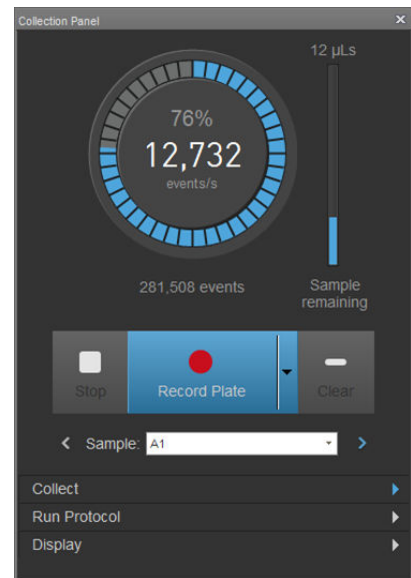 Collection Panel
12 µLs
76%
12,732
events/s
281,508 events
Sample
remaining
Stop
Record Plate
Clear
Sample: A1
Collect
Run Protocol
Display